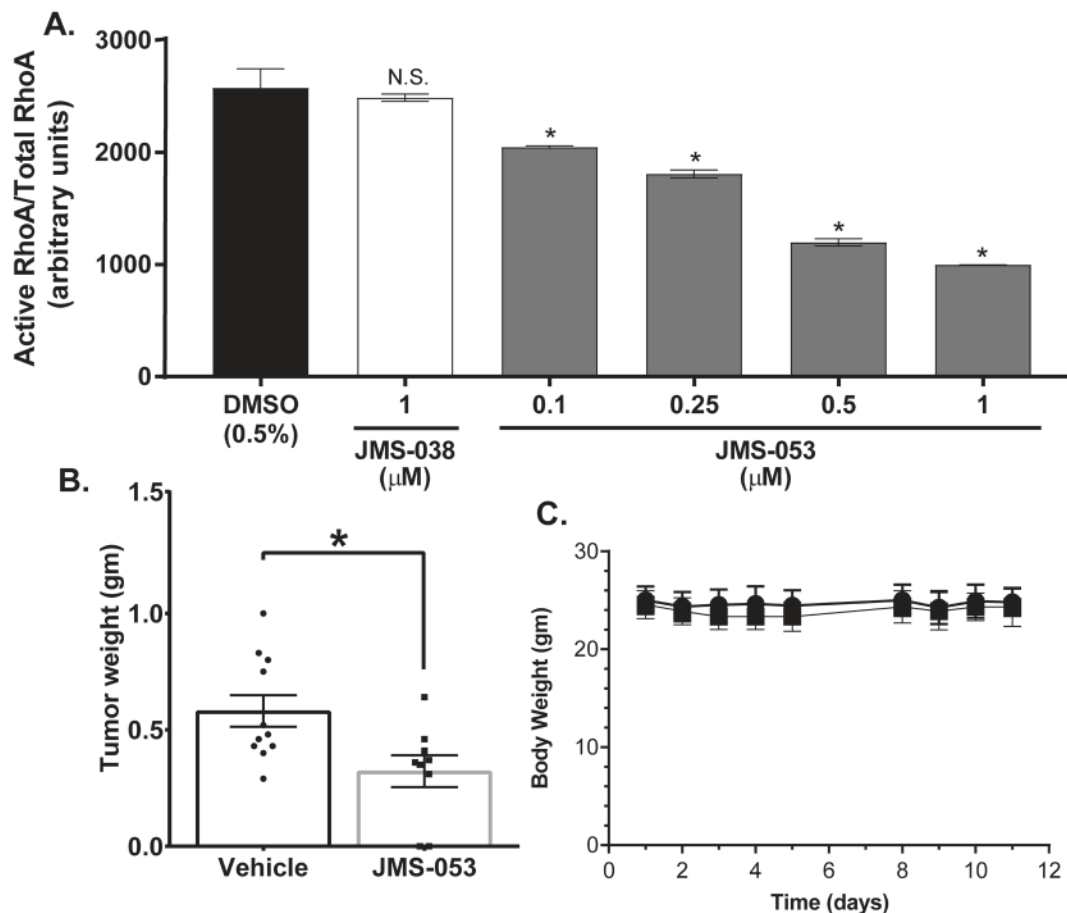 A.
Active RhoA/Total RhoA
(arbitrary units)
3000
2000
1000
0
N.S.
*
*
*
*
DMSO
(0.5%)
1
0.1
0.25
0.5
1
JMS-038
(μM)
JMS-053
(μM)
B.
Tumor weight (gm)
1.5
1.0
0.5
0.0
*
Vehicle
JMS-053
C.
Body Weight (gm)
30
20
10
0
0
2
4
6
8
10
12
Time (days)